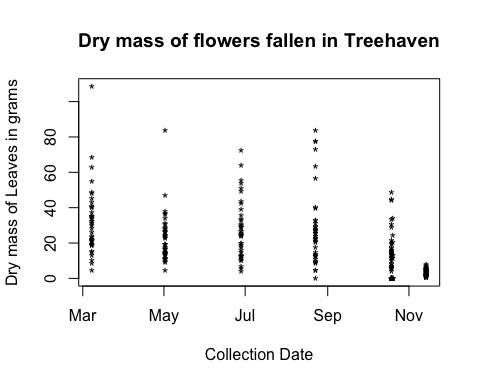 Dry mass of flowers fallen in Treehaven
Dry mass of Leaves in grams
80
60
40
20
0
Mar May Jul Sep Nov
Collection Date